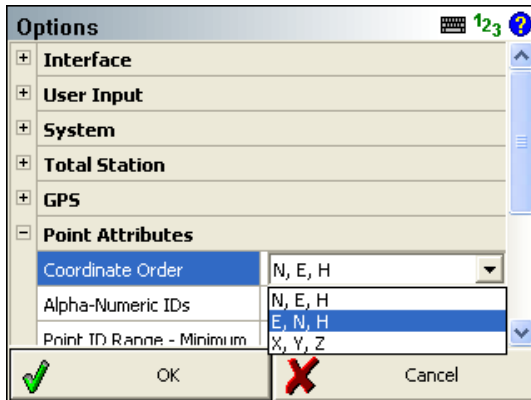 Options 123 ?
Interface
User Input
System
Total Station
GPS
Point Attributes
Coordinate Order N, E, H
Alpha-Numeric IDs N, E, H
E, N, H
Point ID Range - Minimum X, Y, Z
OK Cancel